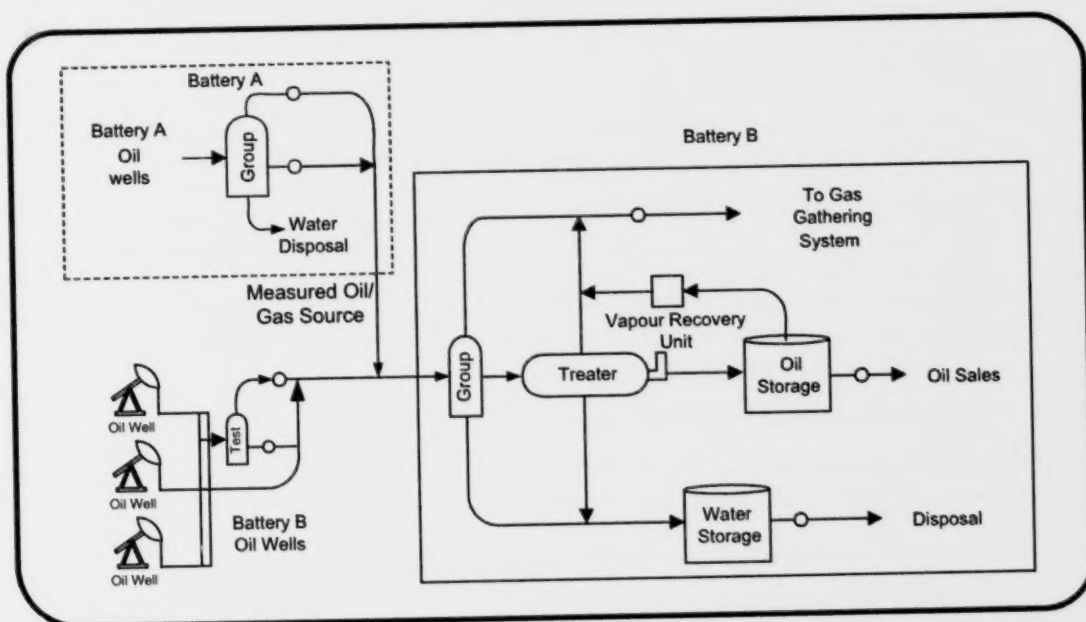 Battery A
Battery A
Oil
wells
Group
Water
Disposal
Measured Oil/
Gas Source
Battery B
To Gas
Gathering
System
Vapour Recovery
Unit
Group
Treater
Oil
Storage
Oil Sales
Oil Well
Test
Oil Well
Battery B
Oil Wells
Oil Well
Water
Storage
Disposal